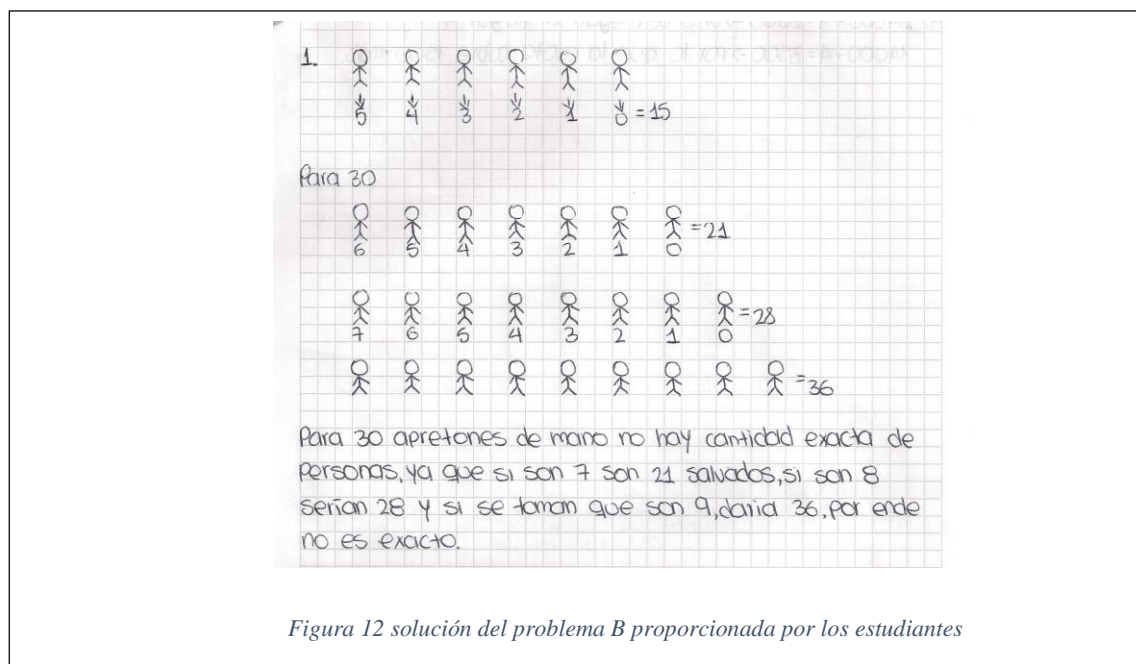 1.
5 4 3 2 1 0 = 15
Para 30
6 5 4 3 2 1 0 = 21
7 6 5 4 3 2 1 0 = 28
= 36
Para 30 apretones de mano no hay cantidad exacta de
personas, ya que si son 7 son 21 saludos, si son 8
serían 28 y si se toman que son 9, daria 36, por ende
no es exacto.
Figura 12 solución del problema B proporcionada por los estudiantes